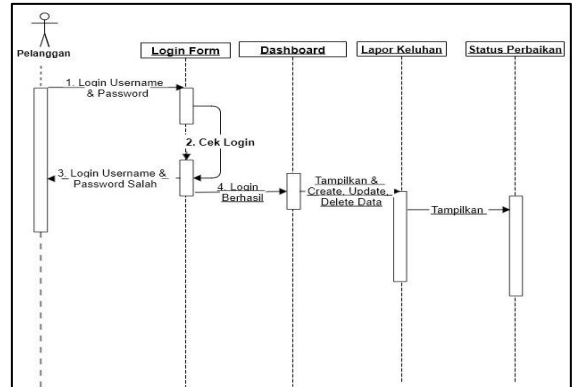 Pelanggan
Login Form
Dashboard
Lapor Keluhan
Status Perbaikan
1. Login Username
& Password
2. Cek Login
3. Login Username &
Password Salah
4. Login
Berhasil
Tampilkan &
Create, Update,
Delete Data
Tampilkan